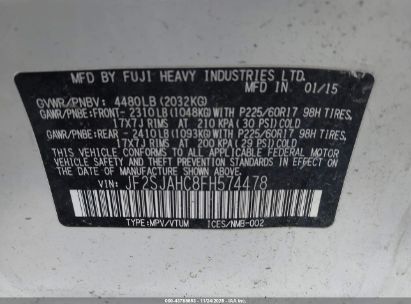 MFD. BY FUJI HEAVY INDUSTRIES LTD.
MFD. IN 01/15
GVWR/PNBV: 4480LB (2032KG)
GAWR/PNBE:FRONT- 2310LB(1048KG)WITH/AVEC P225/60R17 98H TIRES,
17X7J RIMS AT 210 KPA (30 PSI) COLD
GAWR/PNBE:REAR -2410LB(1093KG)WITH/AVEC P225/60R17 98H TIRES,
17X7J RIMS AT 200 KPA (29 PSI) COLD
THIS VEHICLE CONFORMS TO ALL APPLICABLE FEDERAL
MOTOR VEHICLE SAFETY STANDARDS IN EFFECT ON THE
DATE OF MANUFACTURE SHOWN ABOVE.
VIN: JF2SJAHC8FH574478
TYPE:MPV/VTUM ICES/NMB-002